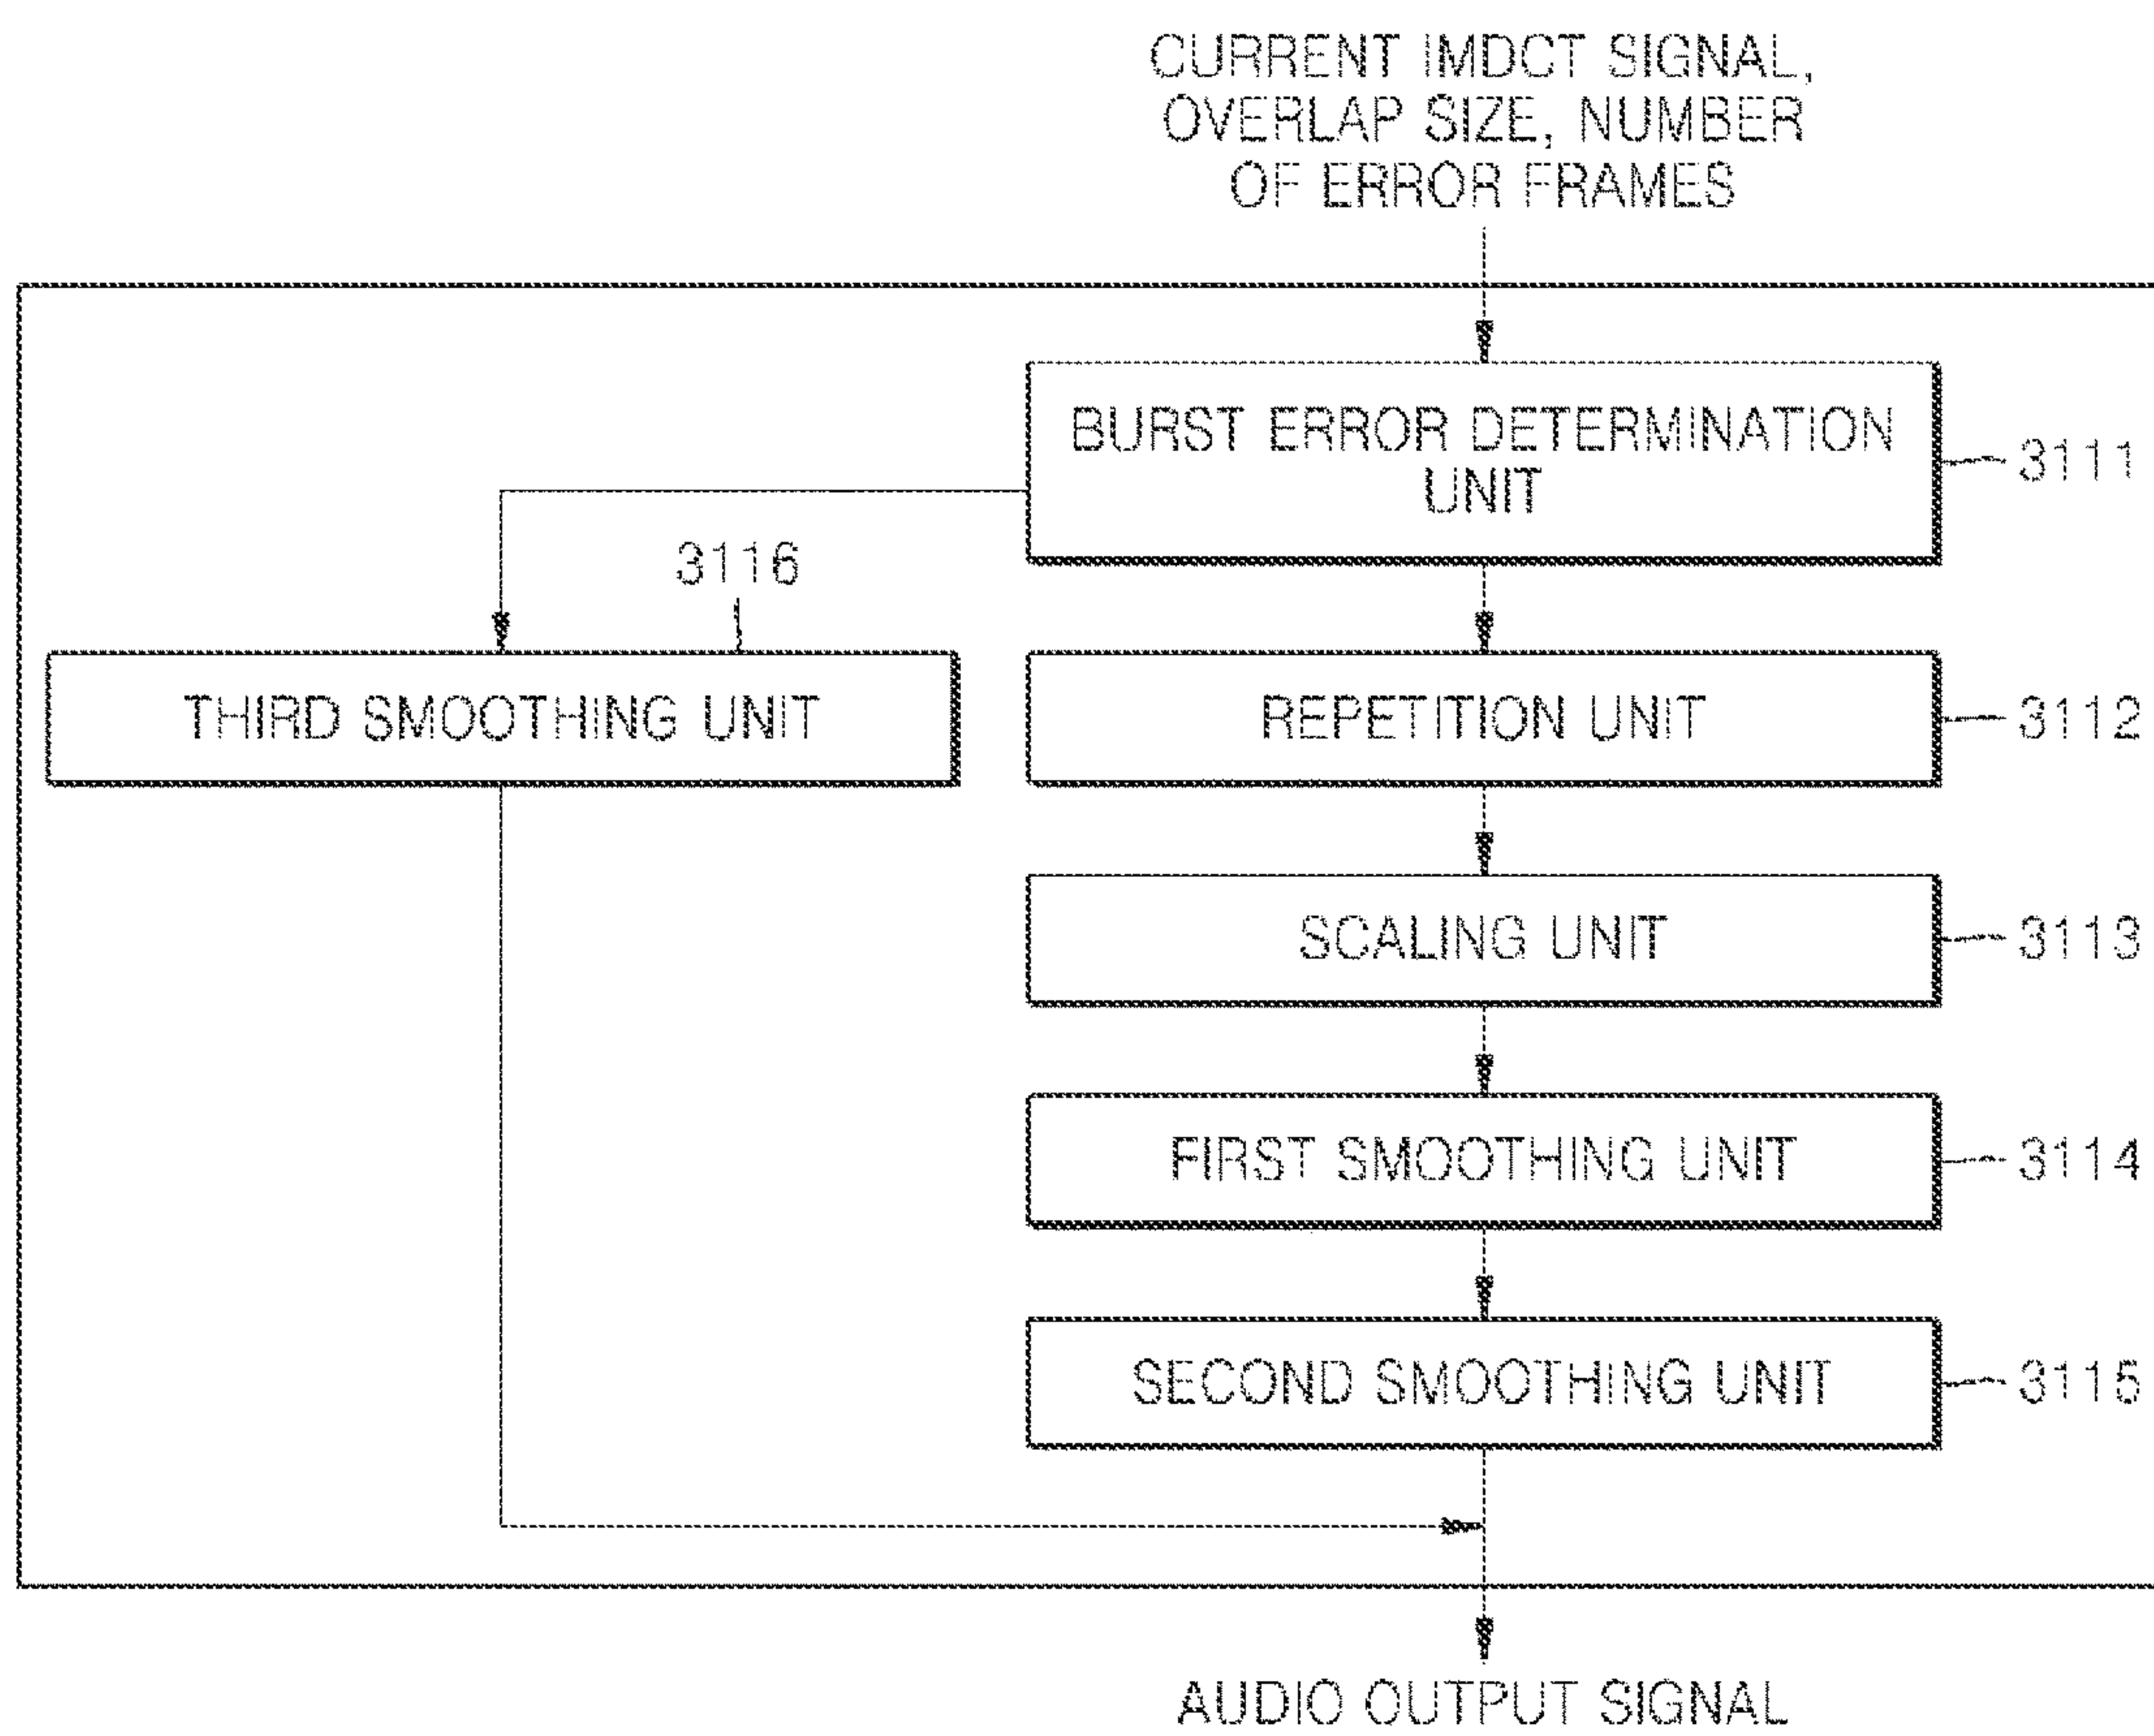 CURRENT IMDCT SIGNAL,
OVERLAP SIZE, NUMBER
OF ERROR FRAMES
BURST ERROR DETERMINATION
UNIT
3111
3116
THIRD SMOOTHING UNIT
REPETITION UNIT
3112
SCALING UNIT
3113
FIRST SMOOTHING UNIT
3114
SECOND SMOOTHING UNIT
3115
AUDIO OUTPUT SIGNAL